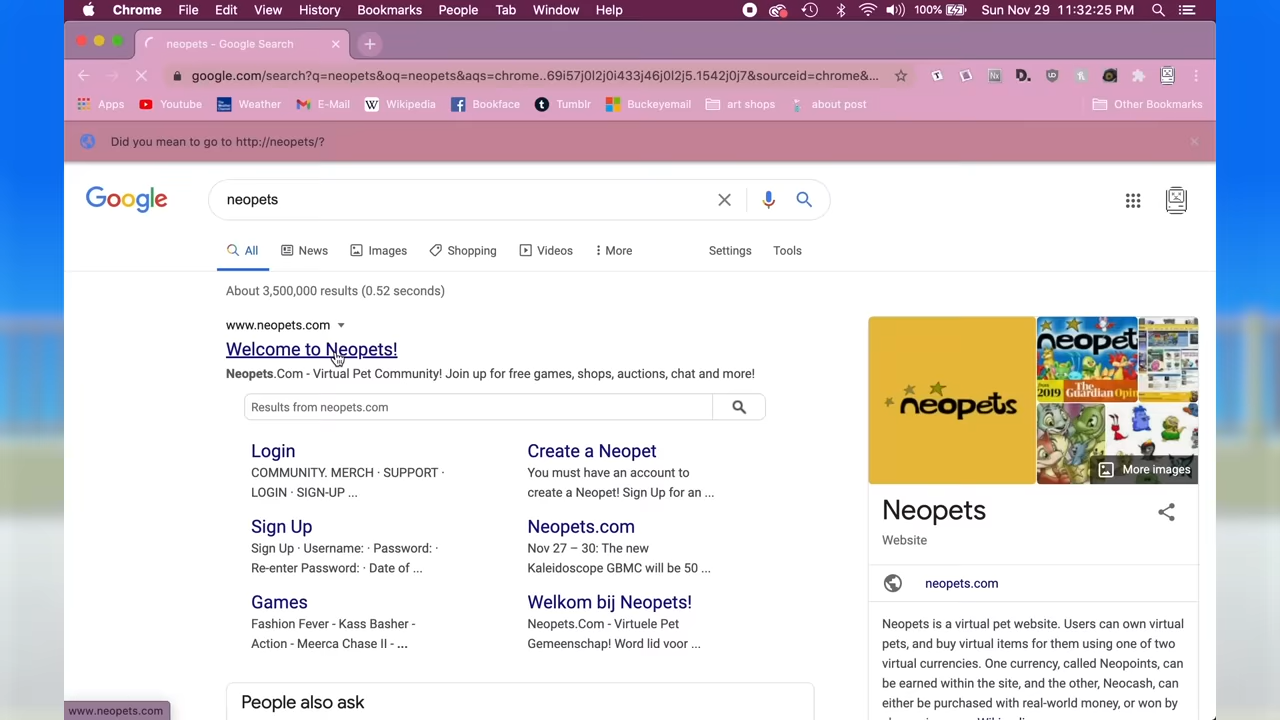 Chrome File Edit View History Bookmarks People Tab Window Help 100% Sun Nov 29 11:32:25 PM
neopets - Google Search
google.com/search?q=neopets&oq=neopets&aqs=chrome..69i57j0l2j0i433j46j0l2j5.1542j0j7&sourceid=chrome&...
Apps Youtube Weather E-Mail Wikipedia Bookface Tumblr Buckeyemail art shops about post Other Bookmarks
Did you mean to go to http://neopets/?
Google
neopets
All News Images Shopping Videos More Settings Tools
About 3,500,000 results (0.52 seconds)
www.neopets.com
Welcome to Neopets!
Neopets.Com - Virtual Pet Community! Join up for free games, shops, auctions, chat and more!
Results from neopets.com
Login
COMMUNITY. MERCH · SUPPORT ·
LOGIN · SIGN-UP ...
Create a Neopet
You must have an account to
create a Neopet! Sign Up for an ...
Sign Up
Sign Up · Username: · Password: ·
Re-enter Password: · Date of ...
Neopets.com
Nov 27 – 30: The new
Kaleidoscope GBMC will be 50 ...
Games
Fashion Fever - Kass Basher -
Action - Meerca Chase II - ...
Welkom bij Neopets!
Neopets.Com - Virtuele Pet
Gemeenschap! Word lid voor ...
People also ask
neopets
neopet
2019 The Guardian
More images
Neopets
Website
neopets.com
Neopets is a virtual pet website. Users can own virtual
pets, and buy virtual items for them using one of two
virtual currencies. One currency, called Neopoints, can
be earned within the site, and the other, Neocash, can
either be purchased with real-world money, or won by
www.neopets.com